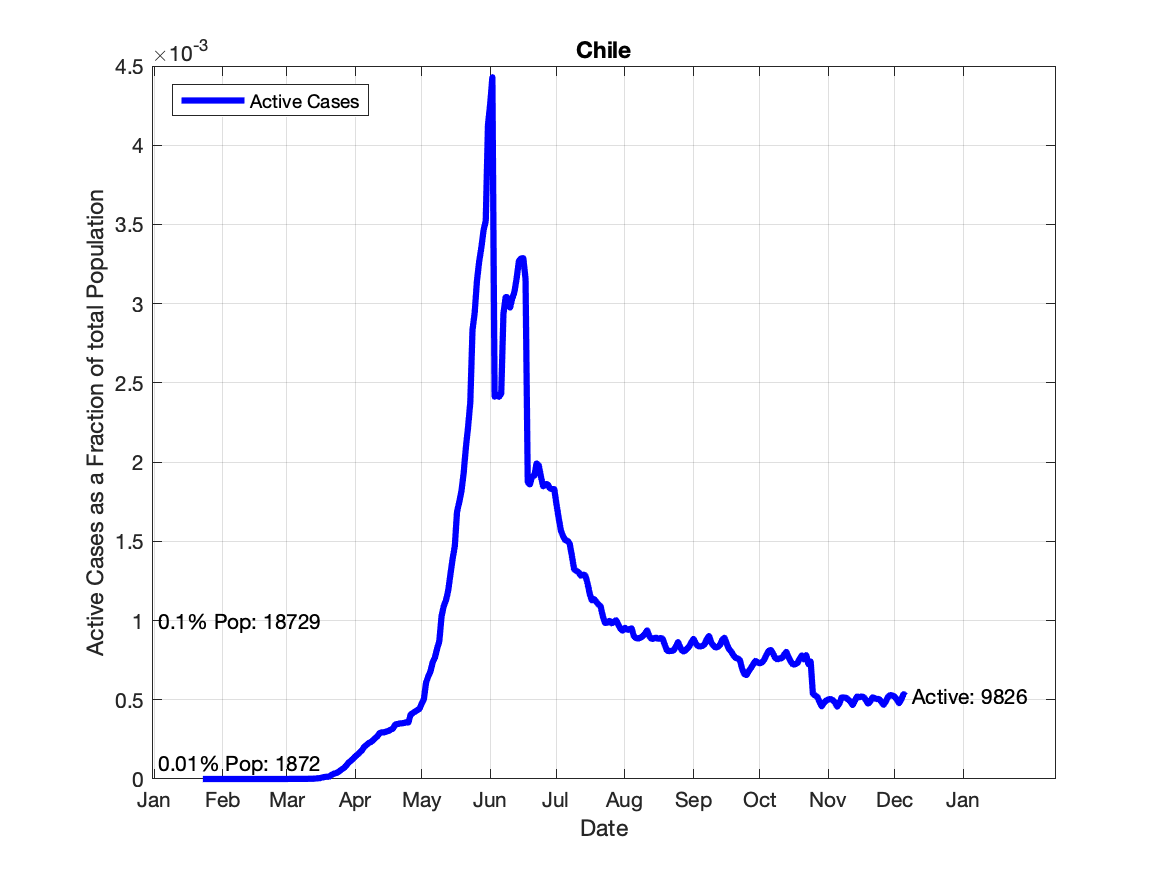 Chile
×10-3
4.5
4
3.5
3
2.5
2
1.5
1
0.5
0
Active Cases as a Fraction of total Population
Active Cases
0.1% Pop: 18729
0.01% Pop: 1872
Active: 9826
Jan Feb Mar Apr May Jun Jul Aug Sep Oct Nov Dec Jan
Date